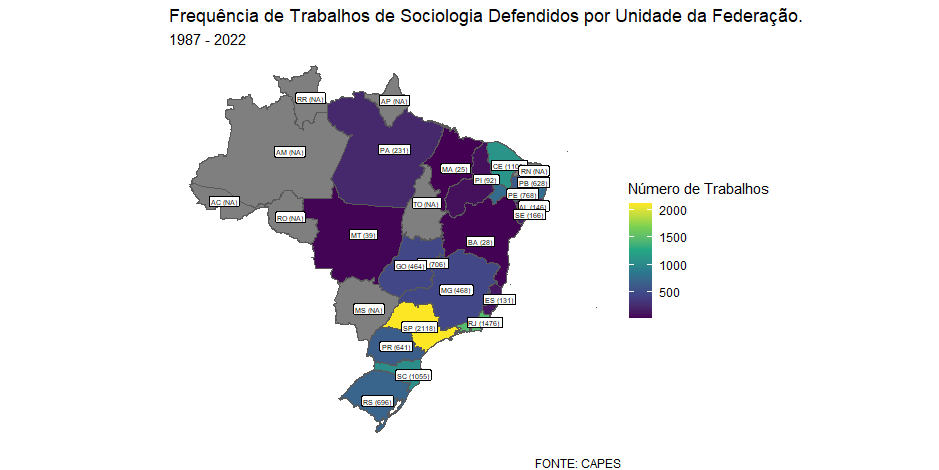 Frequência de Trabalhos de Sociologia Defendidos por Unidade da Federação.
1987 - 2022
RR (NA)
AP (NA)
AM (NA)
PA (231)
MA (25)
CE (110
RN (NA)
PI (92)
PB (628)
PE (768)
AL (146)
SE (166)
AC (NA)
TO (NA)
RO (NA)
MT (39)
BA (28)
GO (464)
706)
MG (468)
ES (131)
MS (NA)
SP (2118)
RJ (1476)
PR (641)
SC (1055)
RS (696)
Número de Trabalhos
2000
1500
1000
500
FONTE: CAPES